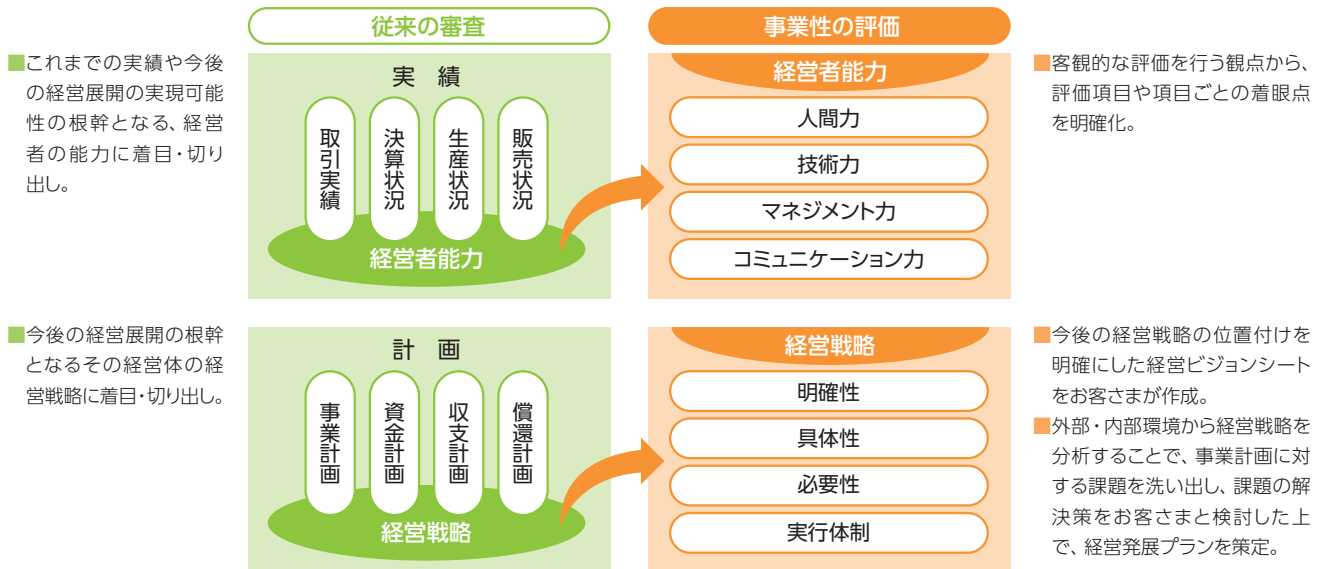 従来の審査
事業性の評価
■これまでの実績や今後
の経営展開の実現可能
性の根幹となる、経営
者の能力に着目・切り
出し。
実 績
取引実績
決算状況
生産状況
販売状況
経営者能力
経営者能力
人間力
技術力
マネジメント力
コミュニケーション力
■客観的な評価を行う観点から、
評価項目や項目ごとの着眼点
を明確化。
■今後の経営展開の根幹
となるその経営体の経
営戦略に着目・切り出し。
計 画
事業計画
資金計画
収支計画
償還計画
経営戦略
経営戦略
明確性
具体性
必要性
実行体制
■今後の経営戦略の位置付けを
明確にした経営ビジョンシート
をお客さまが作成。
■外部・内部環境から経営戦略を
分析することで、事業計画に対
する課題を洗い出し、課題の解
決策をお客さまと検討した上
で、経営発展プランを策定。